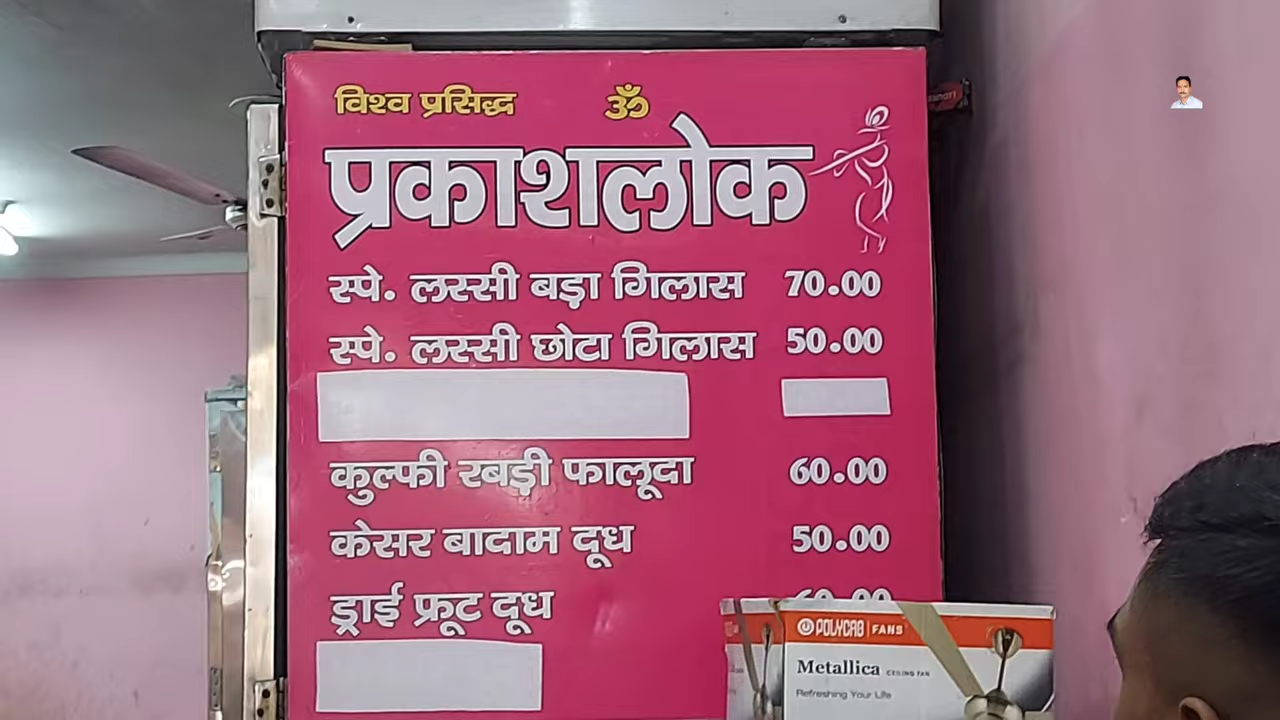 विश्व प्रसिद्ध ॐ
प्रकाशलोक
स्पे. लस्सी बड़ा गिलास 70.00
स्पे. लस्सी छोटा गिलास 50.00
कुल्फी रबड़ी फालूदा 60.00
केसर बादाम दूध 50.00
ड्राई फ्रूट दूध 60.00
POLYCAB FANS
Metallica CEILING FAN
Refreshing Your Life